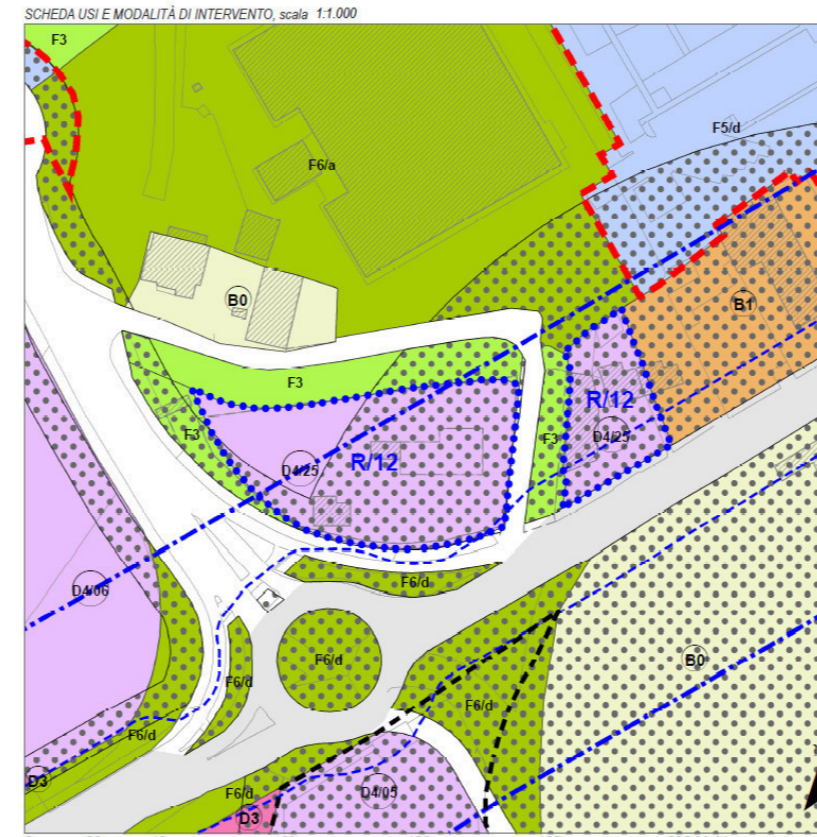 SCHEDA USI E MODALITÀ DI INTERVENTO, scala 1:1.000
F3
F5/d
F6/a
B0
B1
F3
R/12
F3
F3
D4/25
D4/25
R/12
F6/d
D4/06
F6/d
B0
F6/d
F6/d
F6/d
D3
F6/d
D4/05
D3